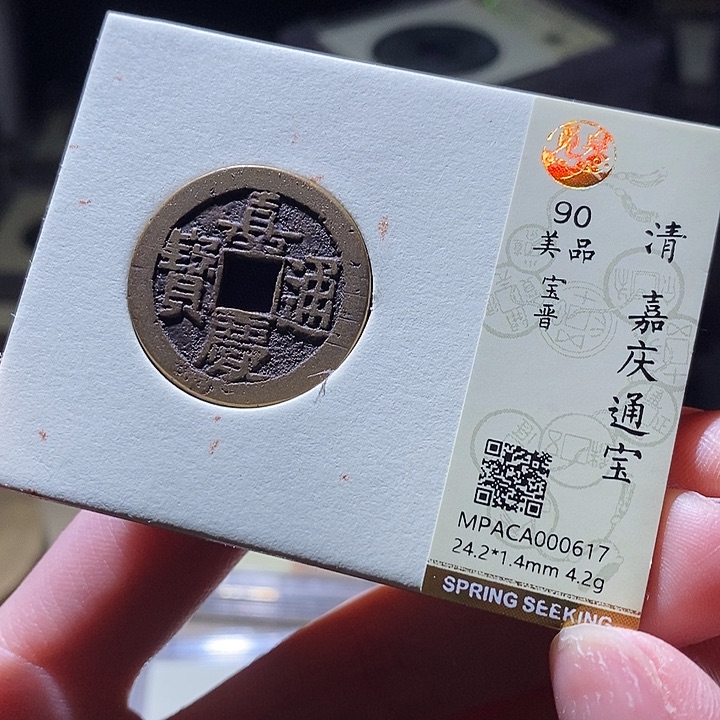 嘉
慶
通
寳
90
美品
宝晋
清
嘉庆通宝
MPACA000617
24.2*1.4mm 4.2g
SPRING SEEKING